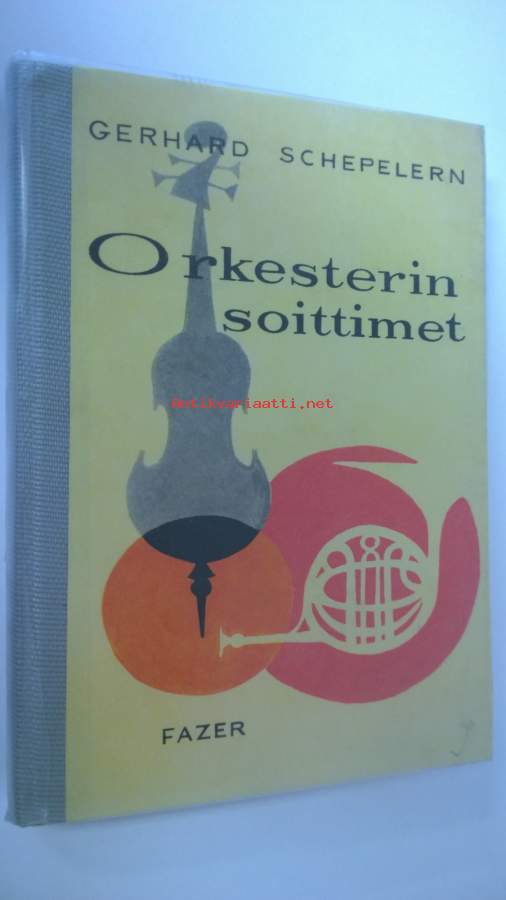 GERHARD SCHEPELERN
Orkesterin
soittimet
Antikvariaatti.net
FAZER